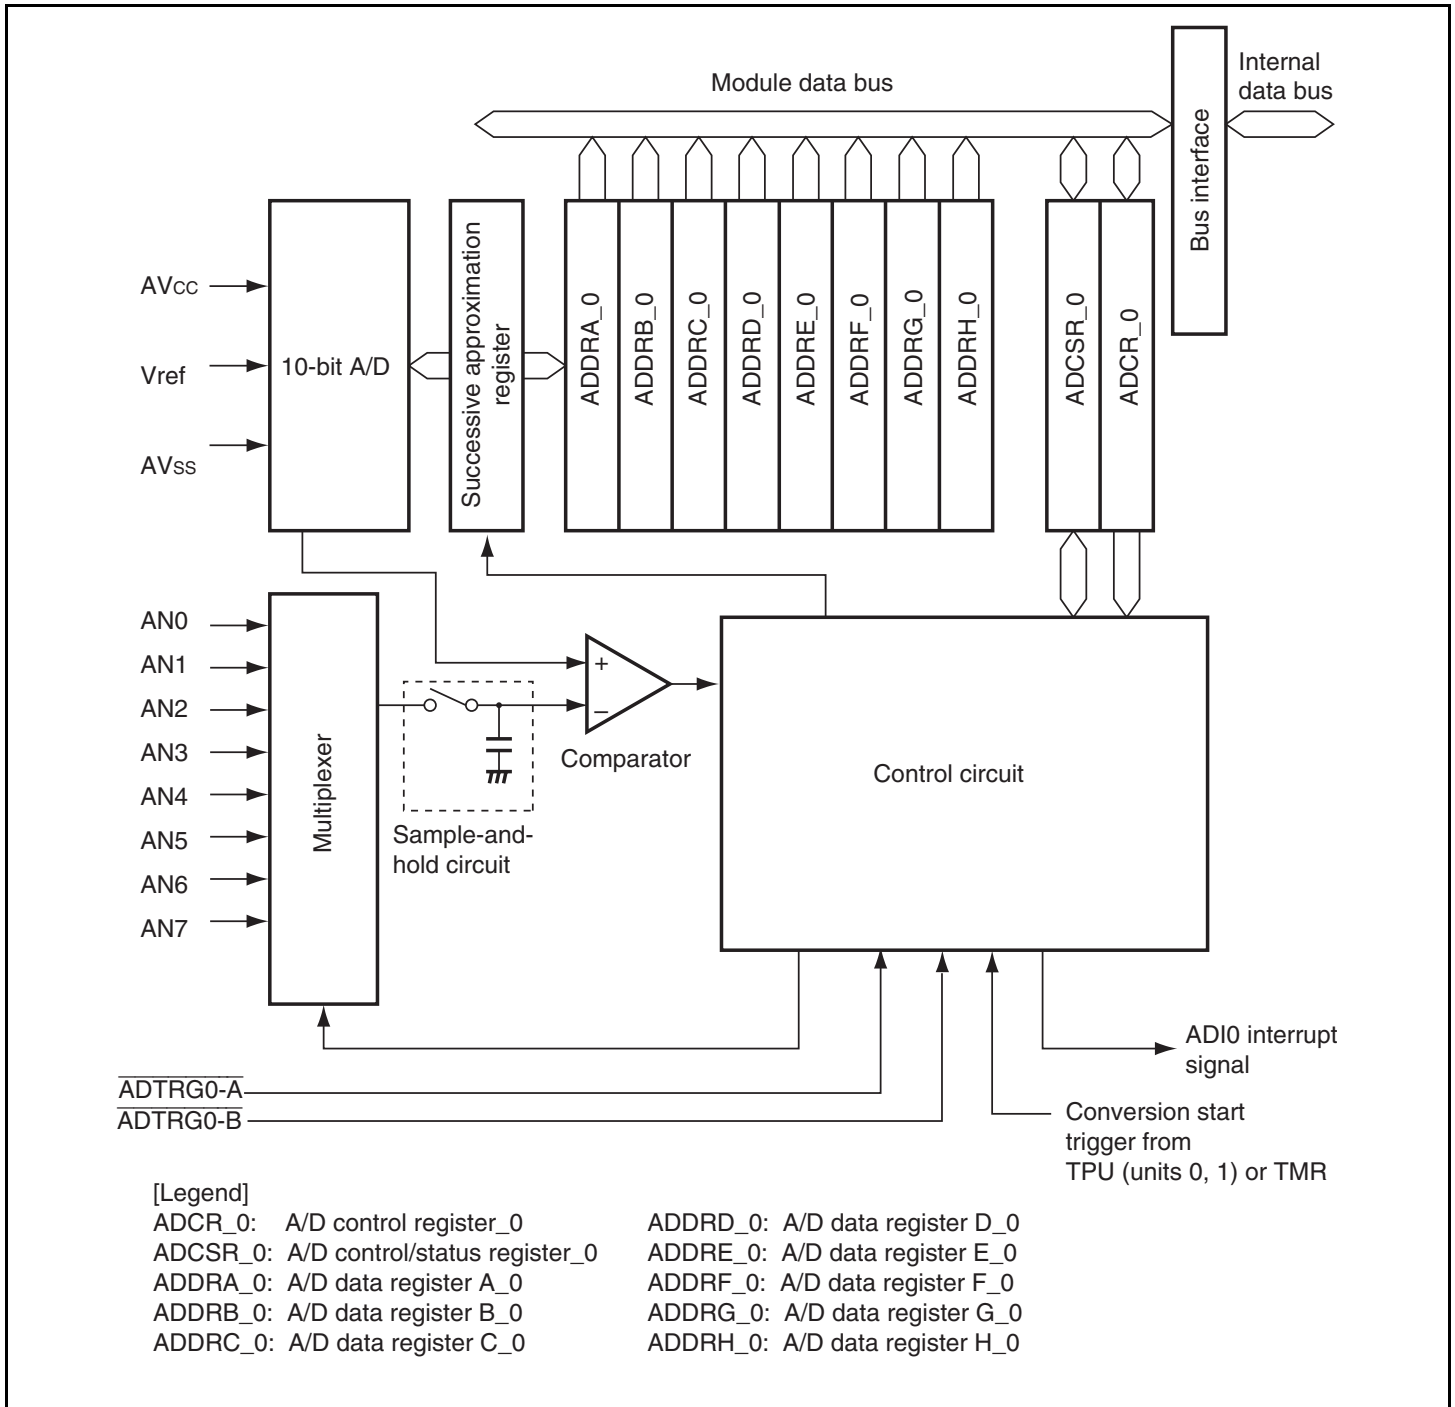 Module data bus
Internal
data bus
Bus interface
AVCC
Vref
AVSS
10-bit A/D
Successive approximation
register
ADDRA_0
ADDRB_0
ADDRC_0
ADDRD_0
ADDRE_0
ADDRF_0
ADDRG_0
ADDRH_0
ADCSR_0
ADCR_0
AN0
AN1
AN2
AN3
AN4
AN5
AN6
AN7
Multiplexer
+
–
Comparator
Sample-and-
hold circuit
Control circuit
ADI0 interrupt
signal
ADTRG0-A
ADTRG0-B
Conversion start
trigger from
TPU (units 0, 1) or TMR
[Legend]
ADCR_0: A/D control register_0
ADCSR_0: A/D control/status register_0
ADDRA_0: A/D data register A_0
ADDRB_0: A/D data register B_0
ADDRC_0: A/D data register C_0
ADDRD_0: A/D data register D_0
ADDRE_0: A/D data register E_0
ADDRF_0: A/D data register F_0
ADDRG_0: A/D data register G_0
ADDRH_0: A/D data register H_0